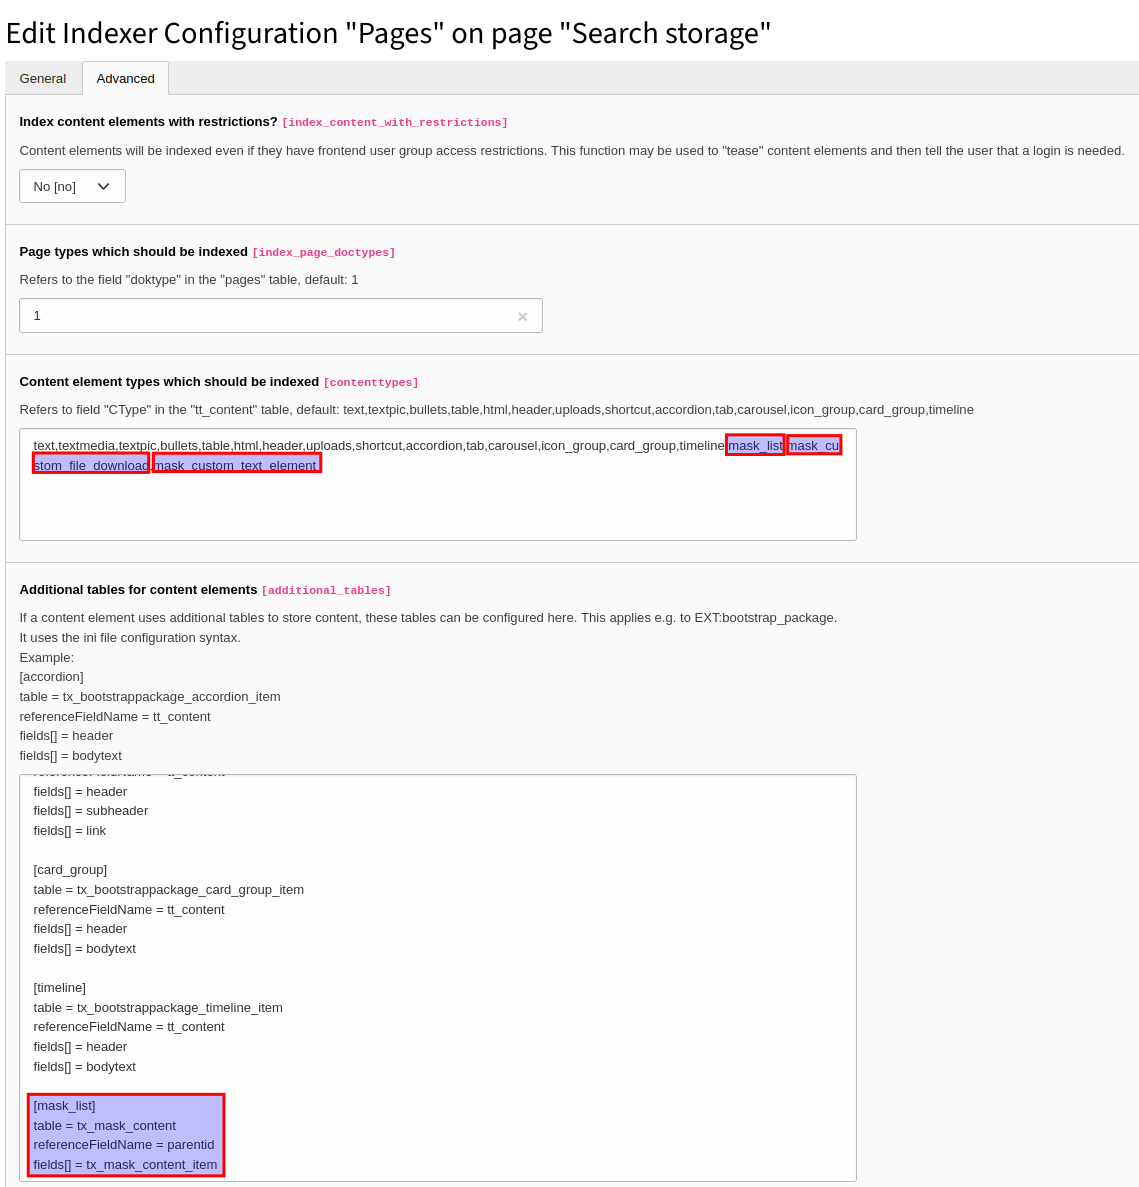 Edit Indexer Configuration "Pages" on page "Search storage"
General
Advanced
Index content elements with restrictions? [index_content_with_restrictions]
Content elements will be indexed even if they have frontend user group access restrictions. This function may be used to "tease" content elements and then tell the user that a login is needed.
No [no]
Page types which should be indexed [index_page_doctypes]
Refers to the field "doktype" in the "pages" table, default: 1
1
Content element types which should be indexed [contenttypes]
Refers to field "CType" in the "tt_content" table, default: text,textpic,bullets,table,html,header,uploads,shortcut,accordion,tab,carousel,icon_group,card_group,timeline
text,textmedia,textpic,bullets,table,html,header,uploads,shortcut,accordion,tab,carousel,icon_group,card_group,timeline,mask_list,mask_cu
stom_file_download,mask_custom_text_element
Additional tables for content elements [additional_tables]
If a content element uses additional tables to store content, these tables can be configured here. This applies e.g. to EXT:bootstrap_package.
It uses the ini file configuration syntax.
Example:
[accordion]
table = tx_bootstrappackage_accordion_item
referenceFieldName = tt_content
fields[] = header
fields[] = bodytext
referenceFieldName = tt_content
fields[] = header
fields[] = subheader
fields[] = link
[card_group]
table = tx_bootstrappackage_card_group_item
referenceFieldName = tt_content
fields[] = header
fields[] = bodytext
[timeline]
table = tx_bootstrappackage_timeline_item
referenceFieldName = tt_content
fields[] = header
fields[] = bodytext
[mask_list]
table = tx_mask_content
referenceFieldName = parentid
fields[] = tx_mask_content_item